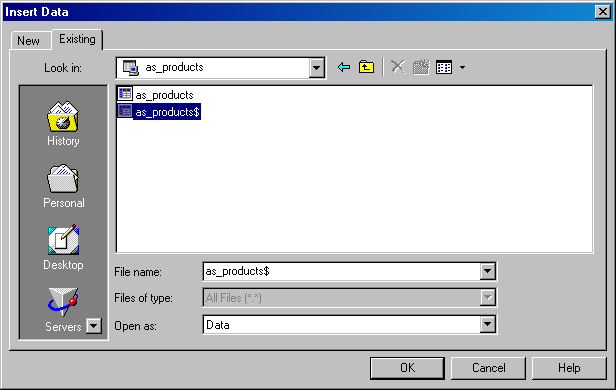 Insert Data
New Existing
Look in: as_products
as_products
as_products$
History
Personal
Desktop
Servers
File name: as_products$
Files of type: All Files (*.*)
Open as: Data
OK Cancel Help